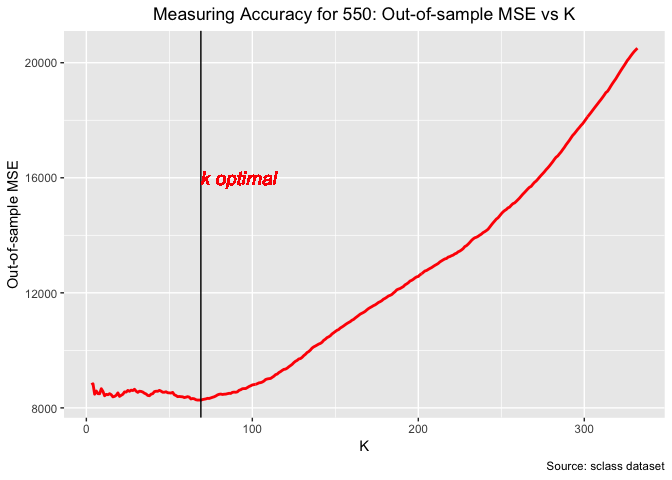 Measuring Accuracy for 550: Out-of-sample MSE vs K
Out-of-sample MSE
20000
16000
12000
8000
k optimal
0 100 200 300
K
Source: sclass dataset